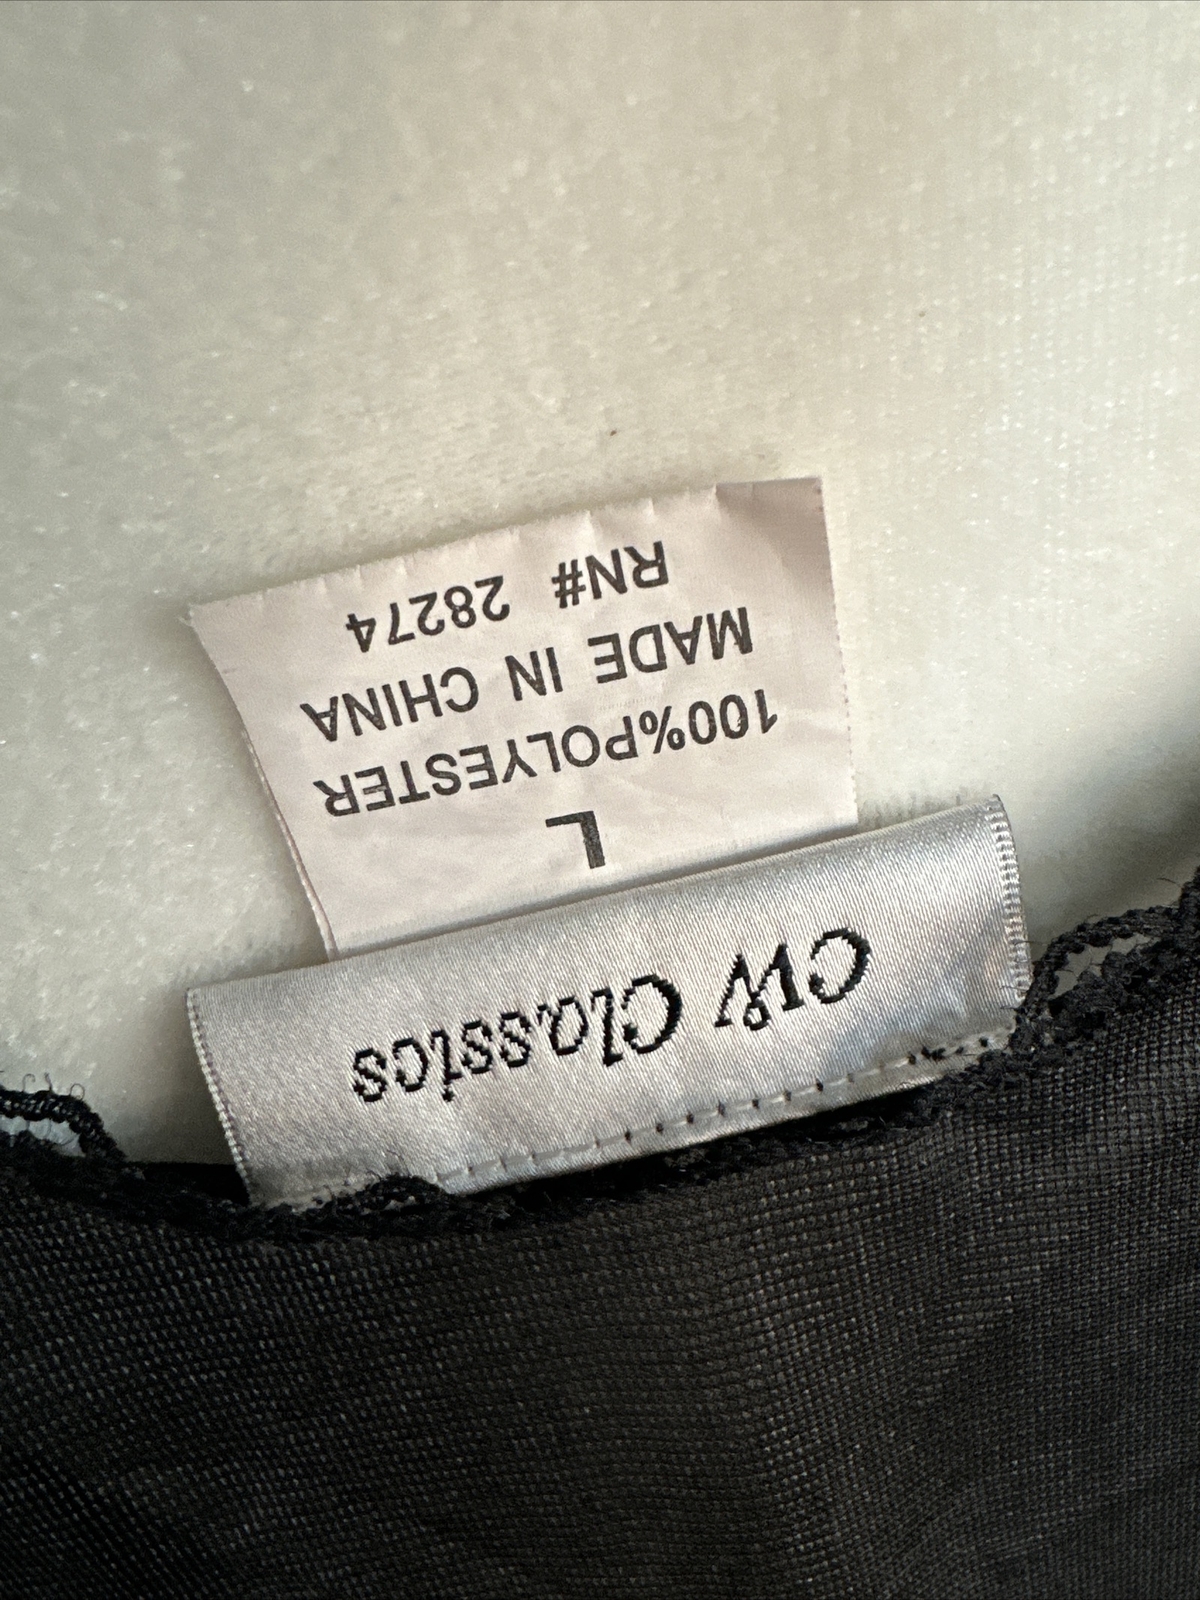 CW Classics
L
100%POLYESTER
MADE IN CHINA
RN# 28274